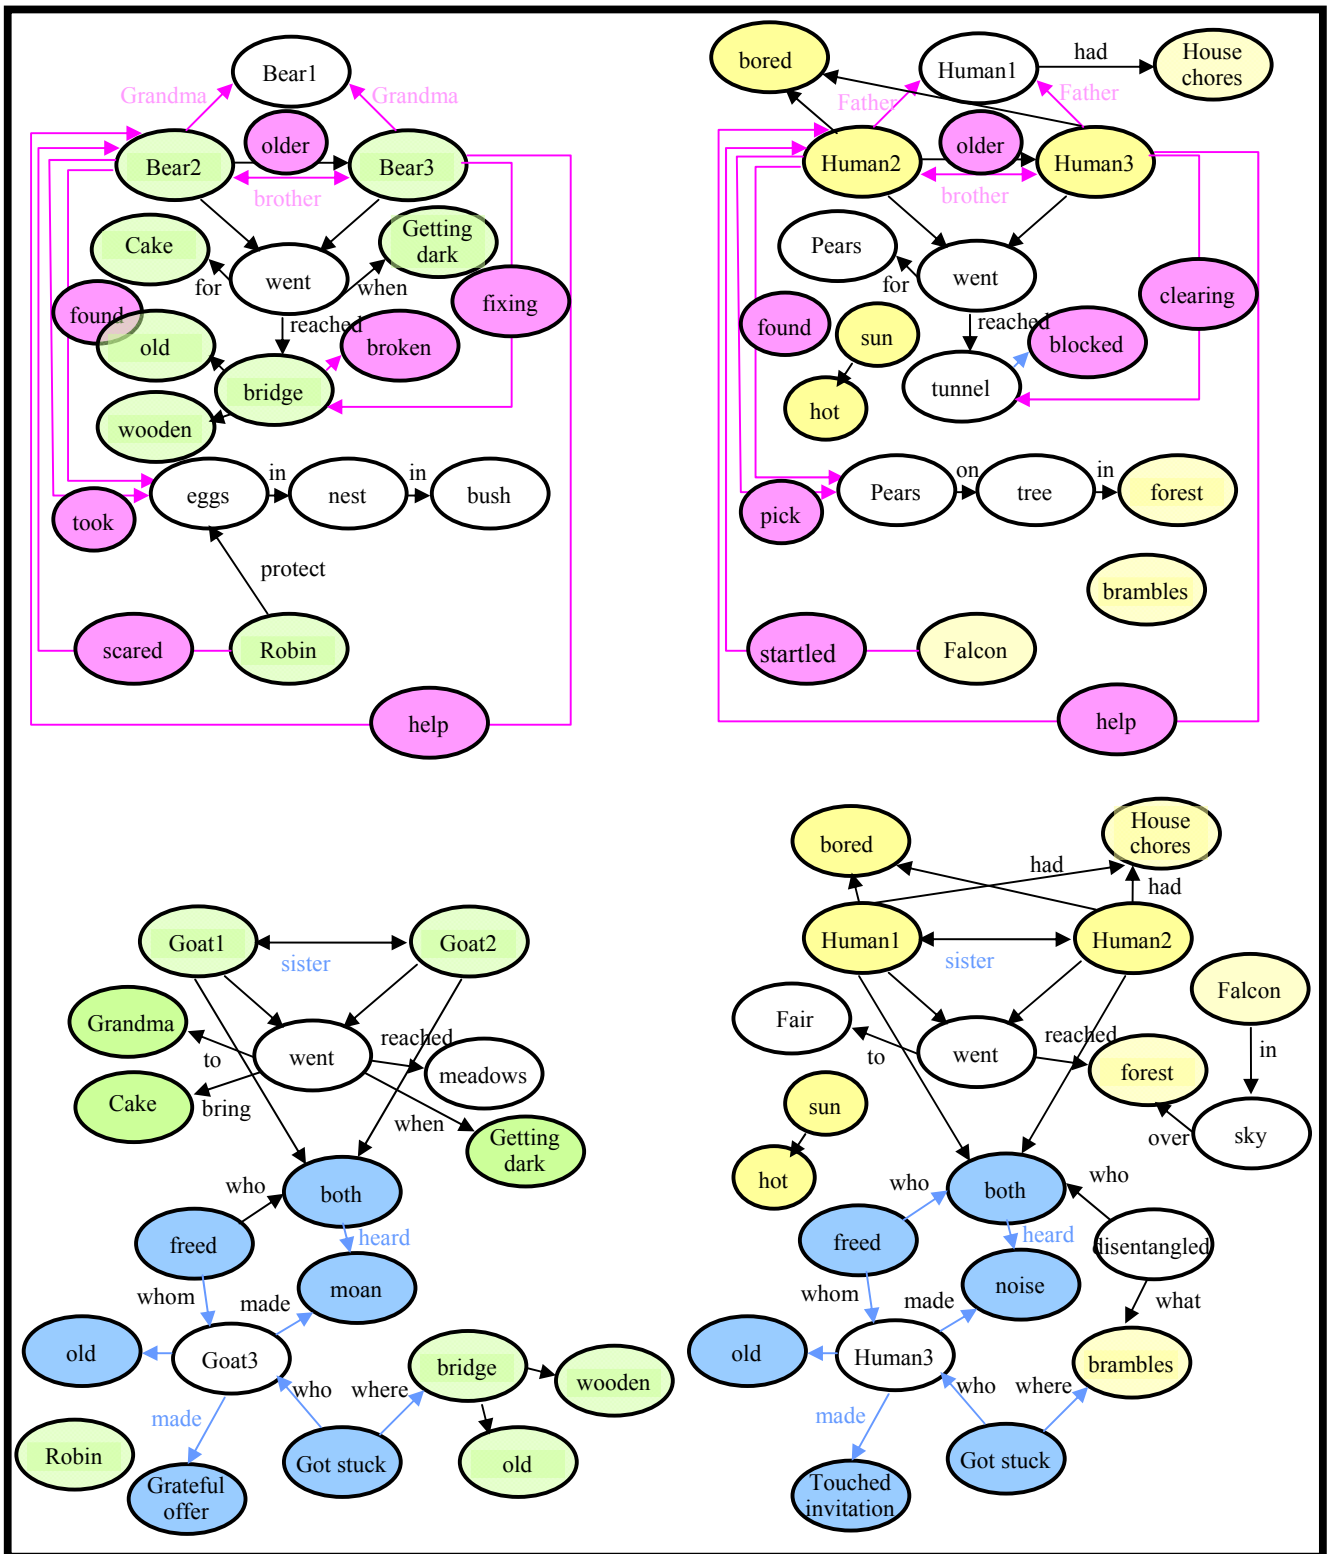 Bear1
Grandma
Grandma
older
Bear2
Bear3
brother
Cake
Getting
dark
went
for
when
found
fixing
reached
old
broken
bridge
wooden
eggs
in
nest
in
bush
took
protect
scared
Robin
help
bored
Human1
had
House
chores
Father
Father
older
Human2
Human3
brother
Pears
went
for
clearing
found
sun
reached
blocked
tunnel
hot
Pears
on
tree
in
forest
pick
brambles
startled
Falcon
help
Goat1
Goat2
sister
Grandma
to
went
reached
meadows
Cake
bring
when
Getting
dark
who
both
freed
heard
whom
made
moan
old
Goat3
who
where
bridge
wooden
made
Robin
Got stuck
old
Grateful
offer
bored
House
chores
had
had
Human1
Human2
sister
Falcon
Fair
to
went
reached
in
forest
sun
over
sky
hot
who
both
who
freed
heard
disentangled
whom
made
noise
what
old
Human3
who
where
brambles
made
Got stuck
Touched
invitation